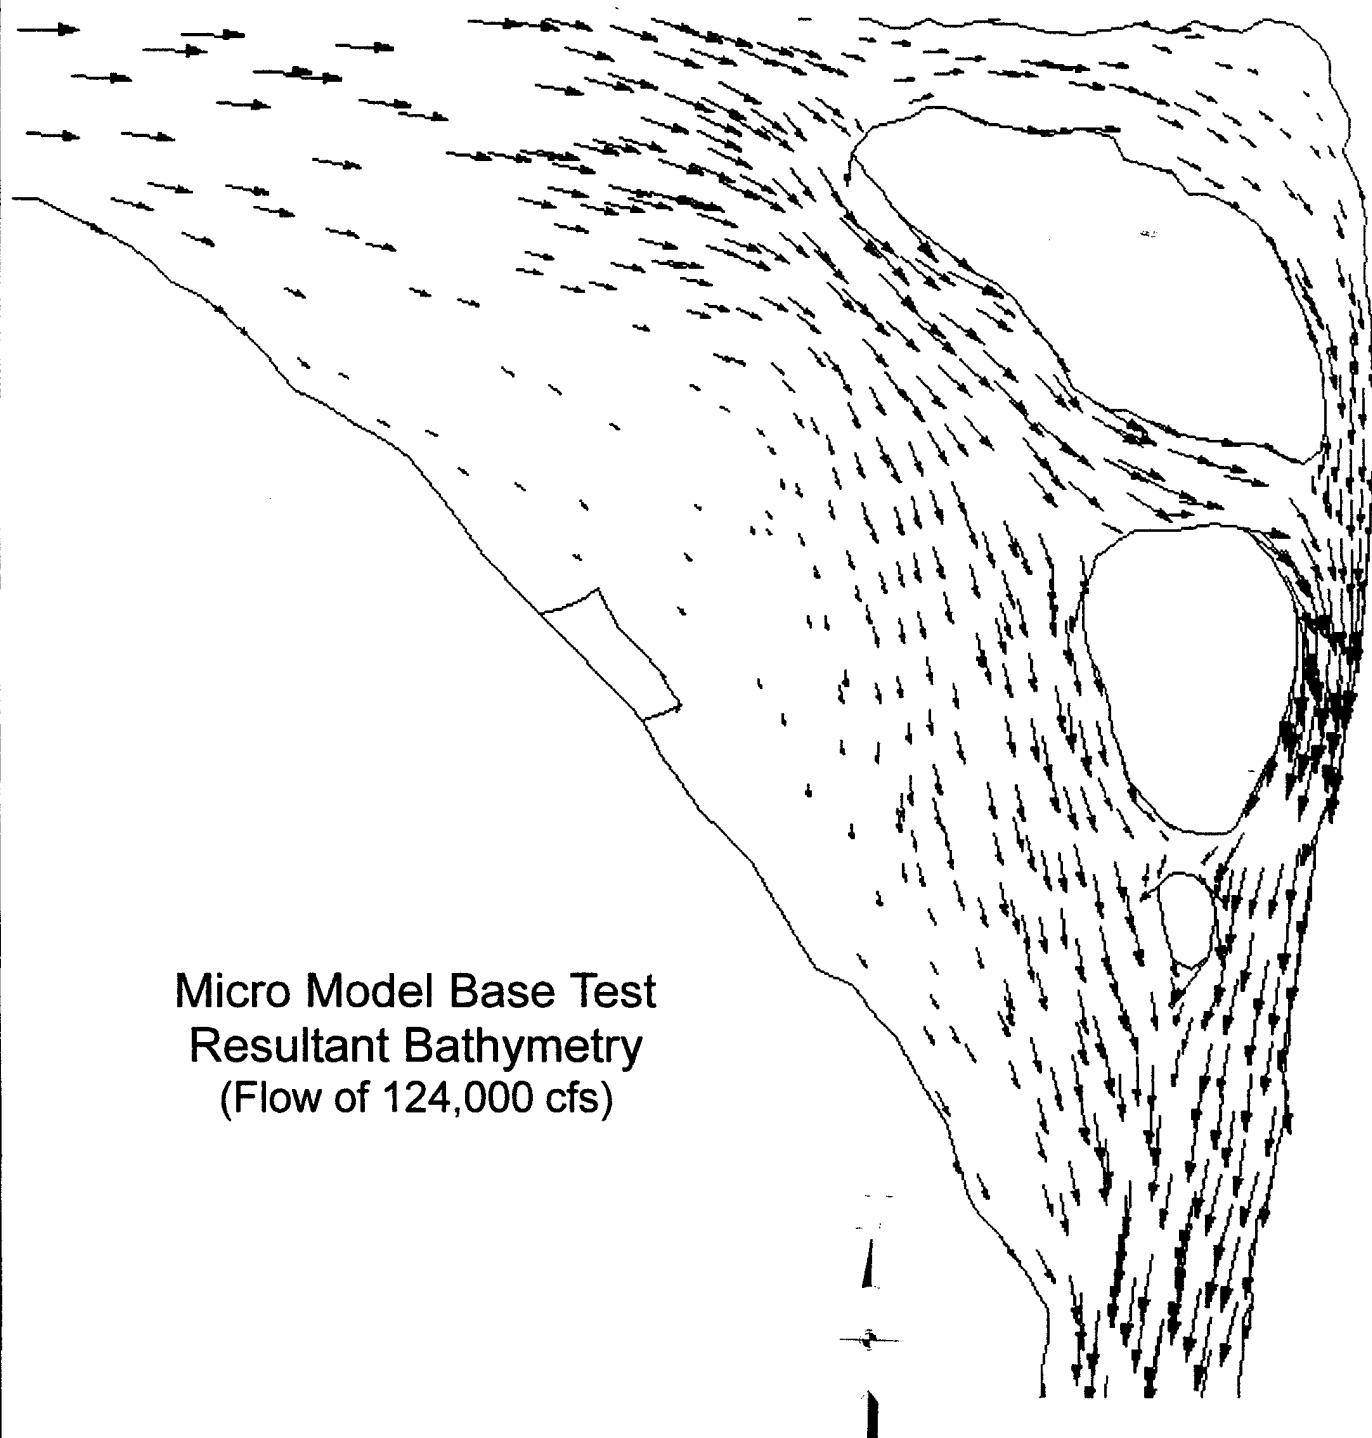 Micro Model Base Test
Resultant Bathymetry
(Flow of 124,000 cfs)